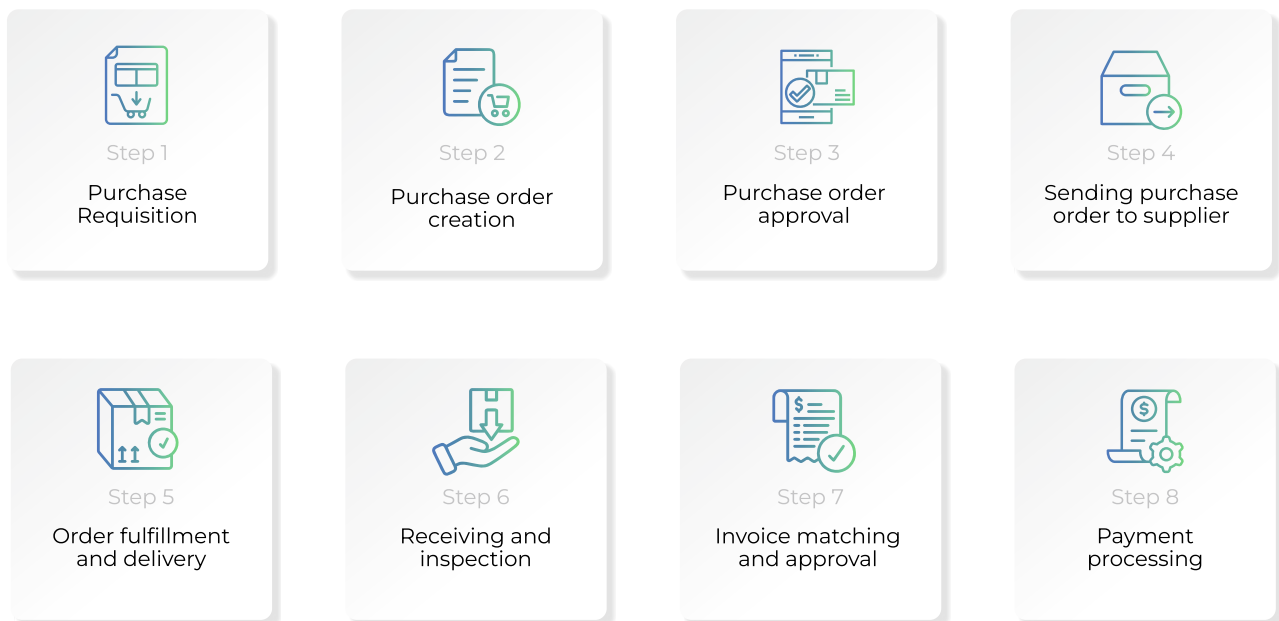 Step 1
Purchase
Requisition
Step 2
Purchase order
creation
Step 3
Purchase order
approval
Step 4
Sending purchase
order to supplier
Step 5
Order fulfillment
and delivery
Step 6
Receiving and
inspection
Step 7
Invoice matching
and approval
Step 8
Payment
processing